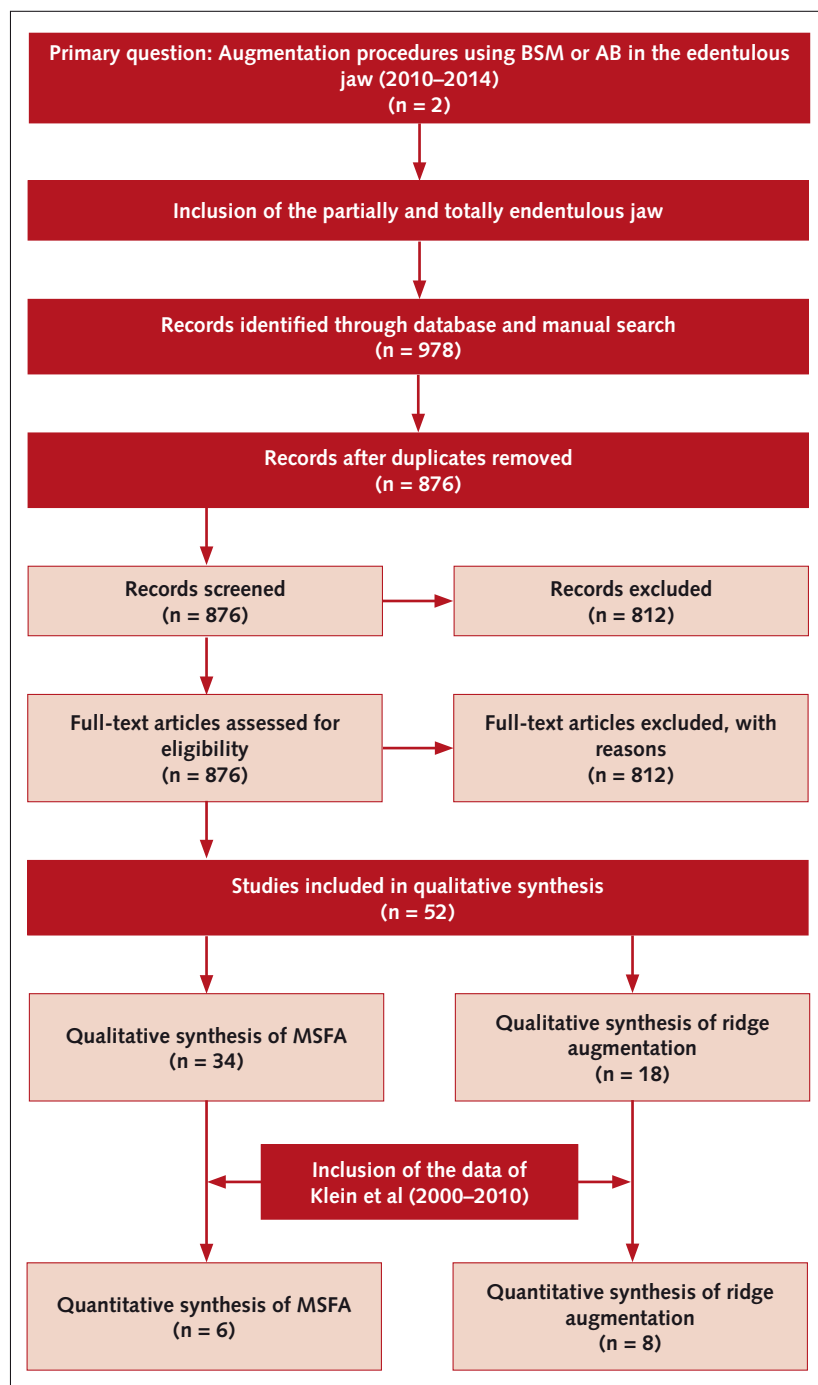 Primary question: Augmentation procedures using BSM or AB in the edentulous
jaw (2010–2014)
(n = 2)
Inclusion of the partially and totally endentulous jaw
Records identified through database and manual search
(n = 978)
Records after duplicates removed
(n = 876)
Records screened
(n = 876)
Records excluded
(n = 812)
Full-text articles assessed for
eligibility
(n = 876)
Full-text articles excluded, with
reasons
(n = 812)
Studies included in qualitative synthesis
(n = 52)
Qualitative synthesis of MSFA
(n = 34)
Qualitative synthesis of ridge
augmentation
(n = 18)
Inclusion of the data of
Klein et al (2000–2010)
Quantitative synthesis of MSFA
(n = 6)
Quantitative synthesis of ridge
augmentation
(n = 8)